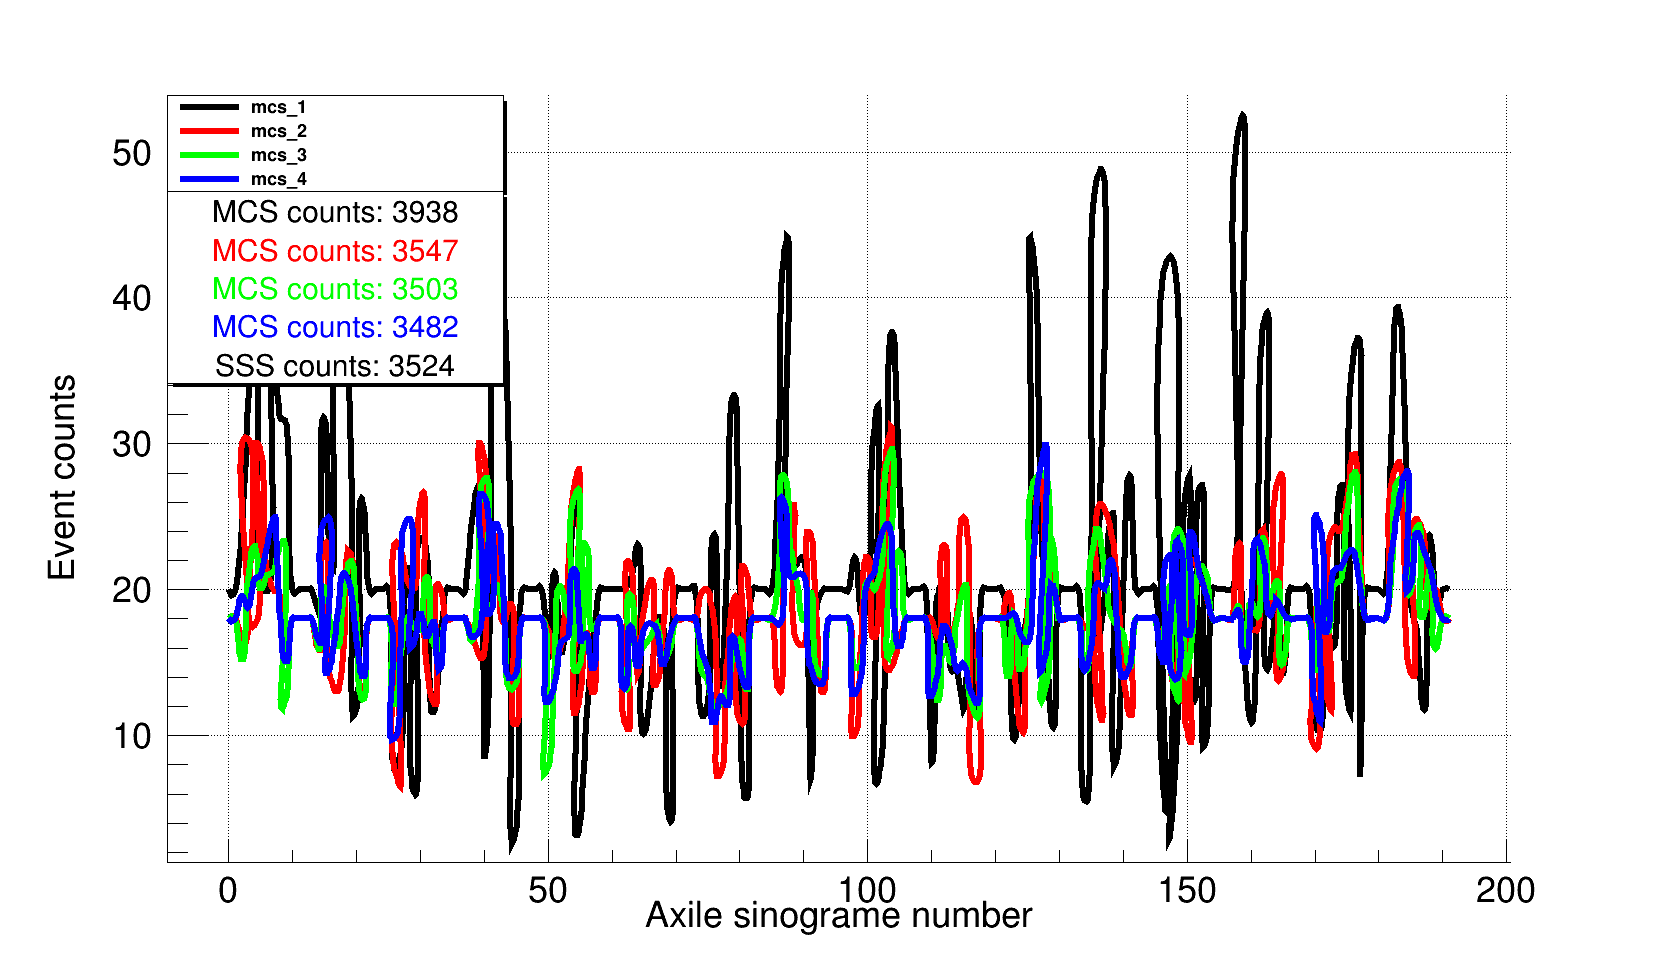 mcs_1
mcs_2
mcs_3
mcs_4
MCS counts: 3938
MCS counts: 3547
MCS counts: 3503
MCS counts: 3482
SSS counts: 3524
Event counts
50
40
30
20
10
0 50 100 150 200
Axile sinograme number